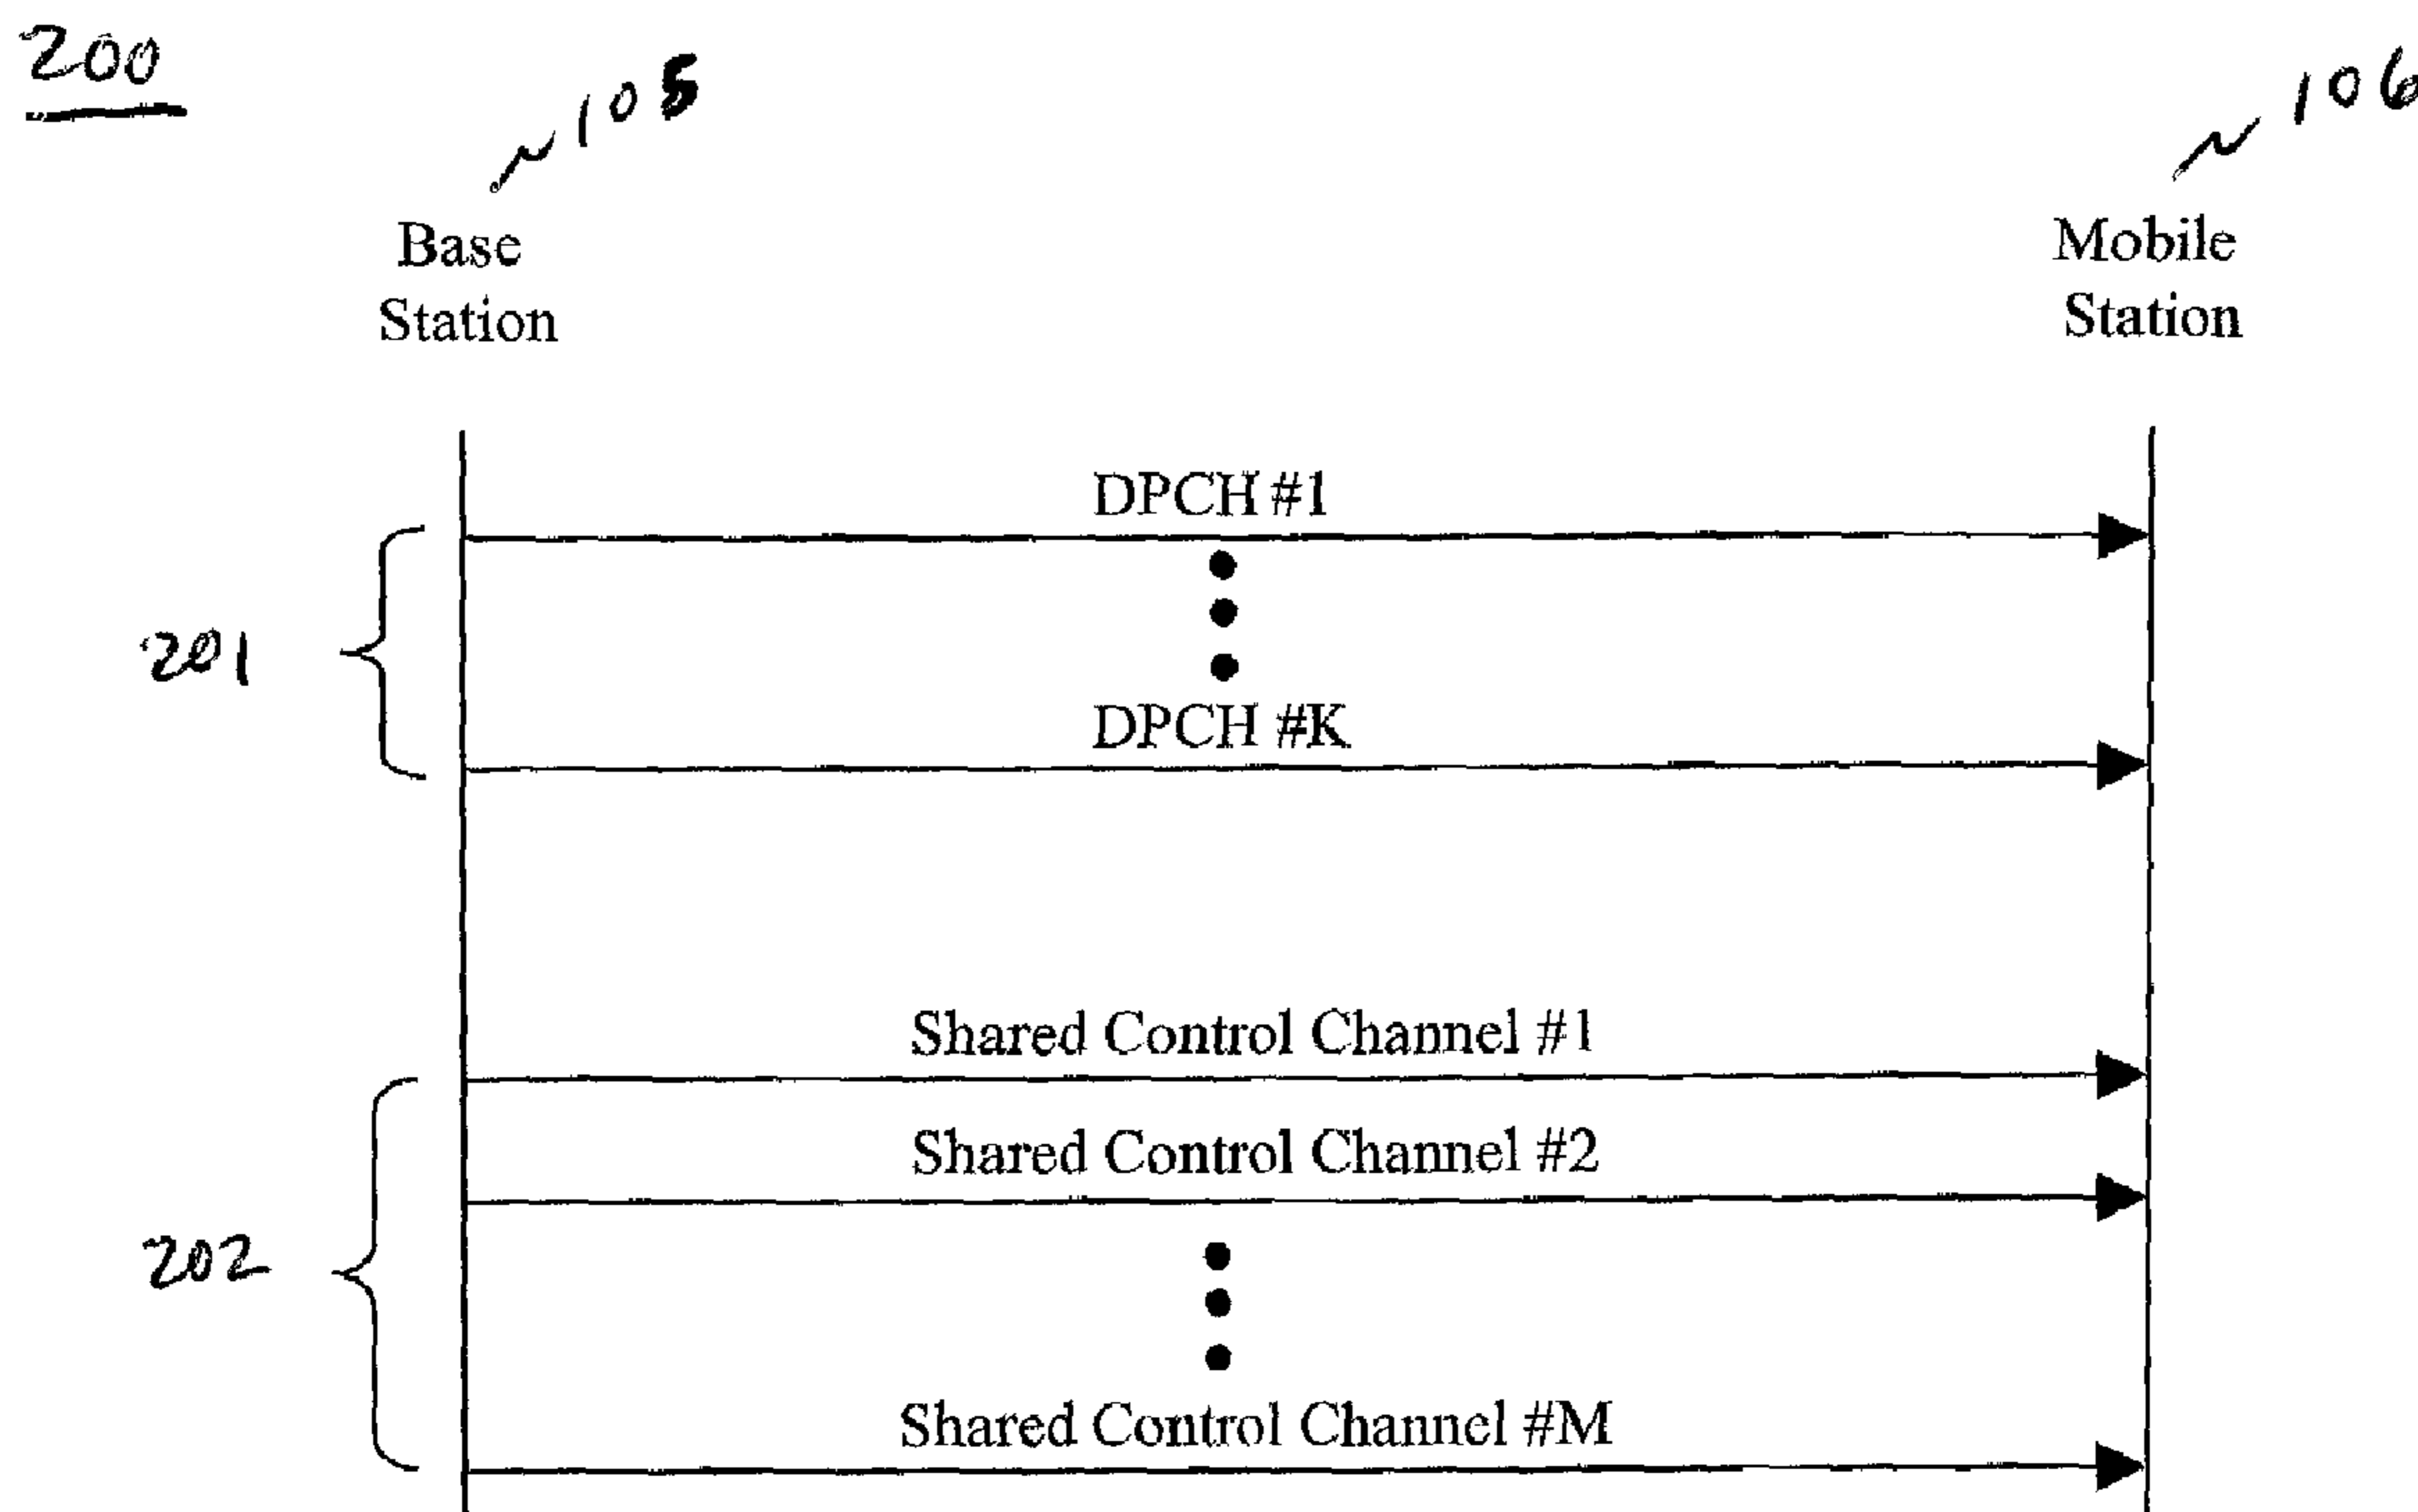 200
105
106
Base
Station
Mobile
Station
DPCH #1
201
DPCH #K
Shared Control Channel #1
Shared Control Channel #2
202
Shared Control Channel #M